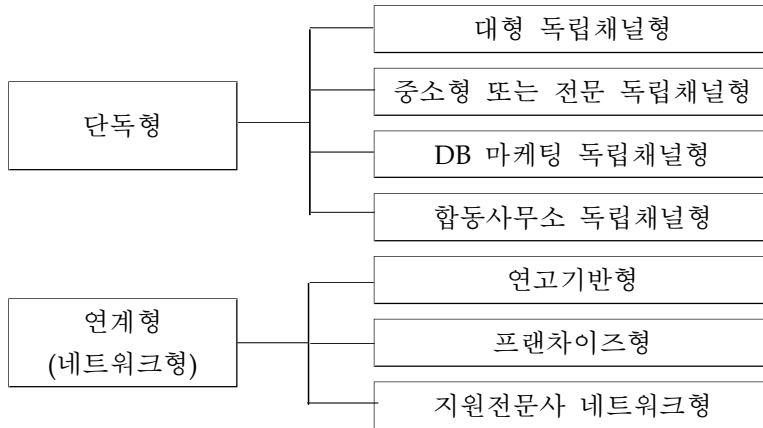 단독형
대형 독립채널형
중소형 또는 전문 독립채널형
DB 마케팅 독립채널형
합동사무소 독립채널형
연계형
(네트워크형)
연고기반형
프랜차이즈형
지원전문사 네트워크형